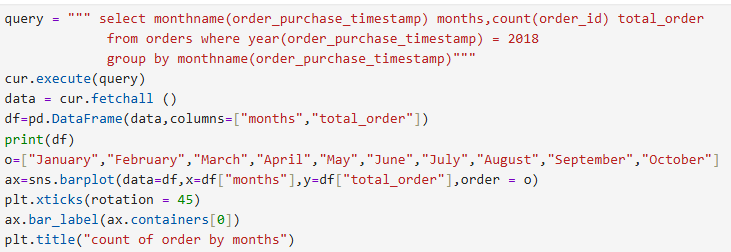 query = """ select monthname(order_purchase_timestamp) months,count(order_id) total_order
from orders where year(order_purchase_timestamp) = 2018
group by monthname(order_purchase_timestamp)"""
cur.execute(query)
data = cur.fetchall ()
df=pd.DataFrame(data,columns=["months","total_order"])
print(df)
o=["January","February","March","April","May","June","July","August","September","October"]
ax=sns.barplot(data=df,x=df["months"],y=df["total_order"],order = o)
plt.xticks(rotation = 45)
ax.bar_label(ax.containers[0])
plt.title("count of order by months")